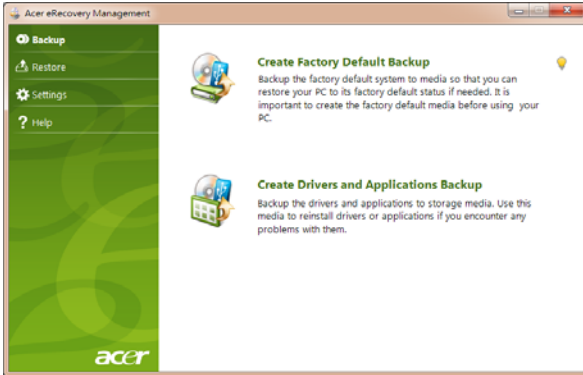 Acer eRecovery Management
Backup
Restore
Settings
? Help
Create Factory Default Backup
Backup the factory default system to media so that you can
restore your PC to its factory default status if needed. It is
important to create the factory default media before using your
PC.
Create Drivers and Applications Backup
Backup the drivers and applications to storage media. Use this
media to reinstall drivers or applications if you encounter any
problems with them.
acer